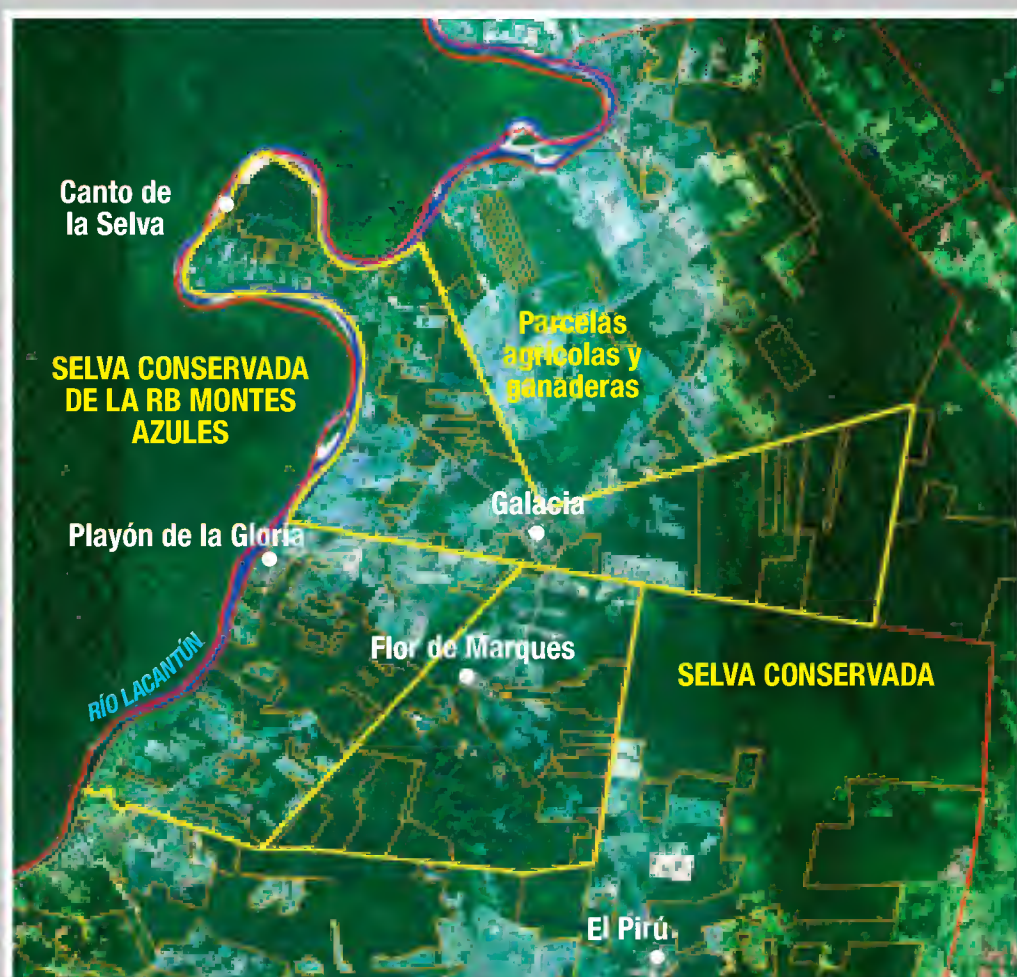 Canto de
la Selva
Parcelas
agrícolas y
ganaderas
SELVA CONSERVADA
DE LA RB MONTES
AZULES
Galacia
Playón de la Gloria
Flor de Marqués
RÍO LACANTÚN
SELVA CONSERVADA
El Pirú